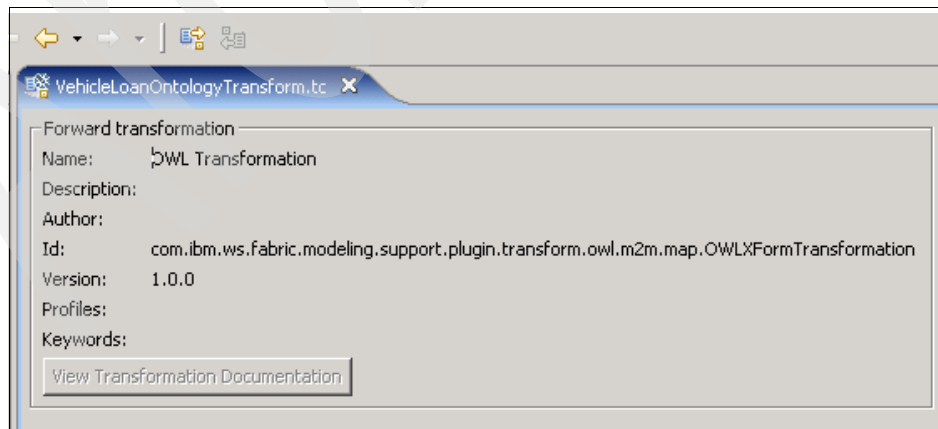 VehicleLoanOntologyTransform.tc
Forward transformation
Name: OWL Transformation
Description:
Author:
Id: com.ibm.ws.fabric.modeling.support.plugin.transform.owl.m2m.map.OWLXFormTransformation
Version: 1.0.0
Profiles:
Keywords:
View Transformation Documentation